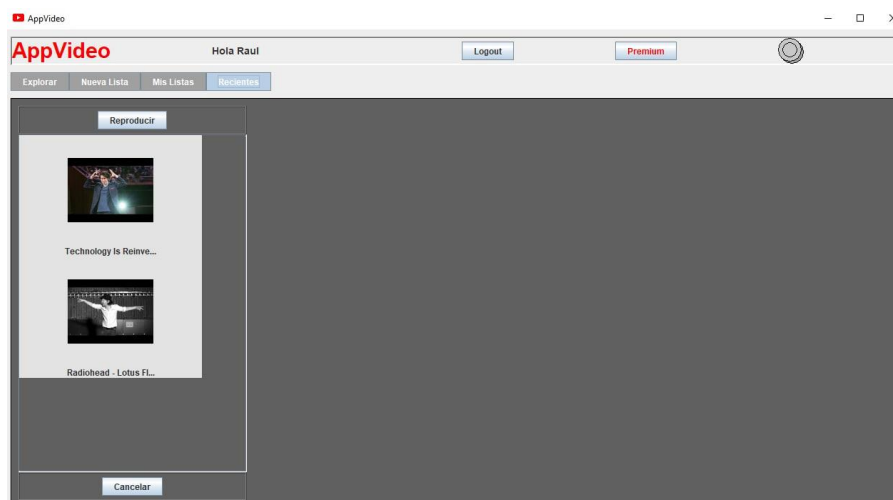 AppVideo
AppVideo Hola Raul Logout Premium
Explorar Nueva Lista Mis Listas Recientes
Reproducir
Technology Is Reinve...
Radiohead - Lotus Fl...
Cancelar